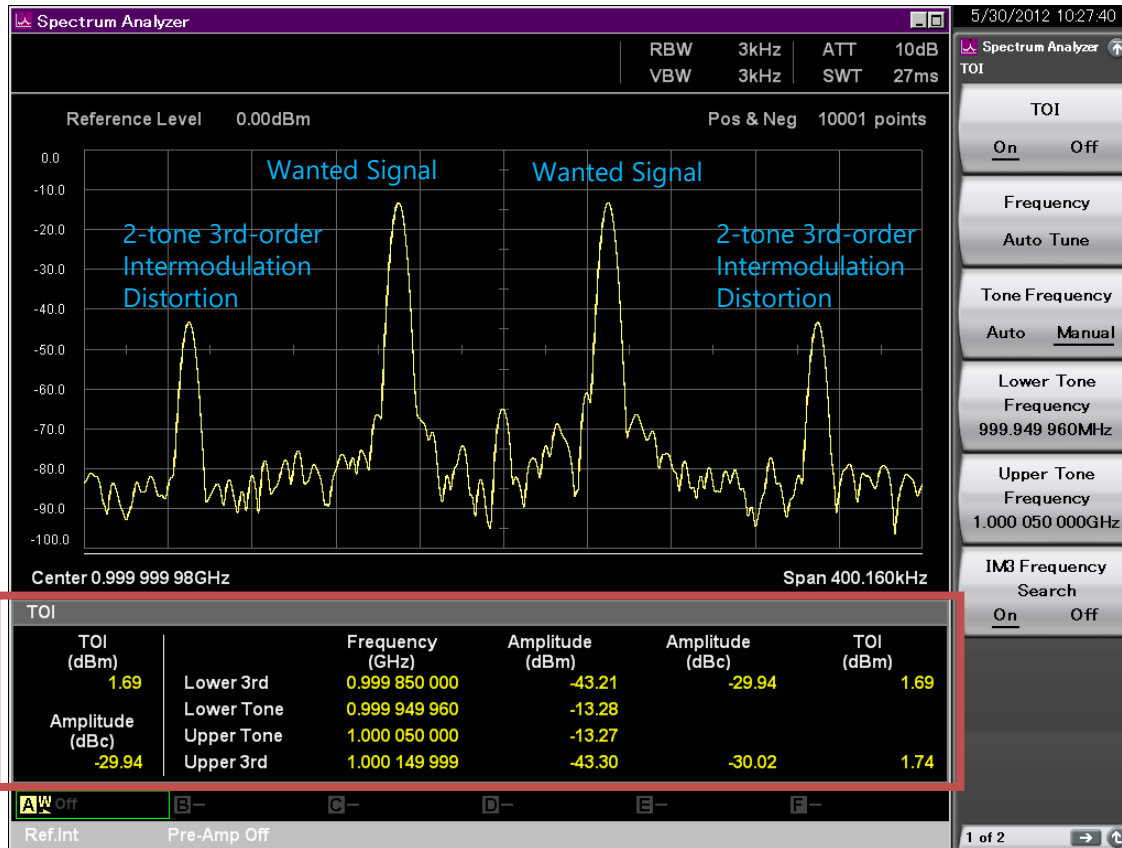 Spectrum Analyzer
5/30/2012 10:27:40
RBW 3kHz ATT 10dB
VBW 3kHz SWT 27ms
Reference Level 0.00dBm Pos & Neg 10001 points
0.0
-10.0
-20.0
-30.0
-40.0
-50.0
-60.0
-70.0
-80.0
-90.0
-100.0
Wanted Signal
Wanted Signal
2-tone 3rd-order
Intermodulation
Distortion
2-tone 3rd-order
Intermodulation
Distortion
Center 0.999 999 98GHz Span 400.160kHz
TOI
TOI
(dBm)
1.69
Amplitude
(dBc)
-29.94
Frequency Amplitude Amplitude TOI
(GHz) (dBm) (dBc) (dBm)
Lower 3rd 0.999 850 000 -43.21 -29.94 1.69
Lower Tone 0.999 949 960 -13.28
Upper Tone 1.000 050 000 -13.27
Upper 3rd 1.000 149 999 -43.30 -30.02 1.74
A W Off B– C– D– E– F–
Ref.Int Pre-Amp Off
Spectrum Analyzer
TOI
TOI
On Off
Frequency
Auto Tune
Tone Frequency
Auto Manual
Lower Tone
Frequency
999.949 960MHz
Upper Tone
Frequency
1.000 050 000GHz
IM3 Frequency
Search
On Off
1 of 2